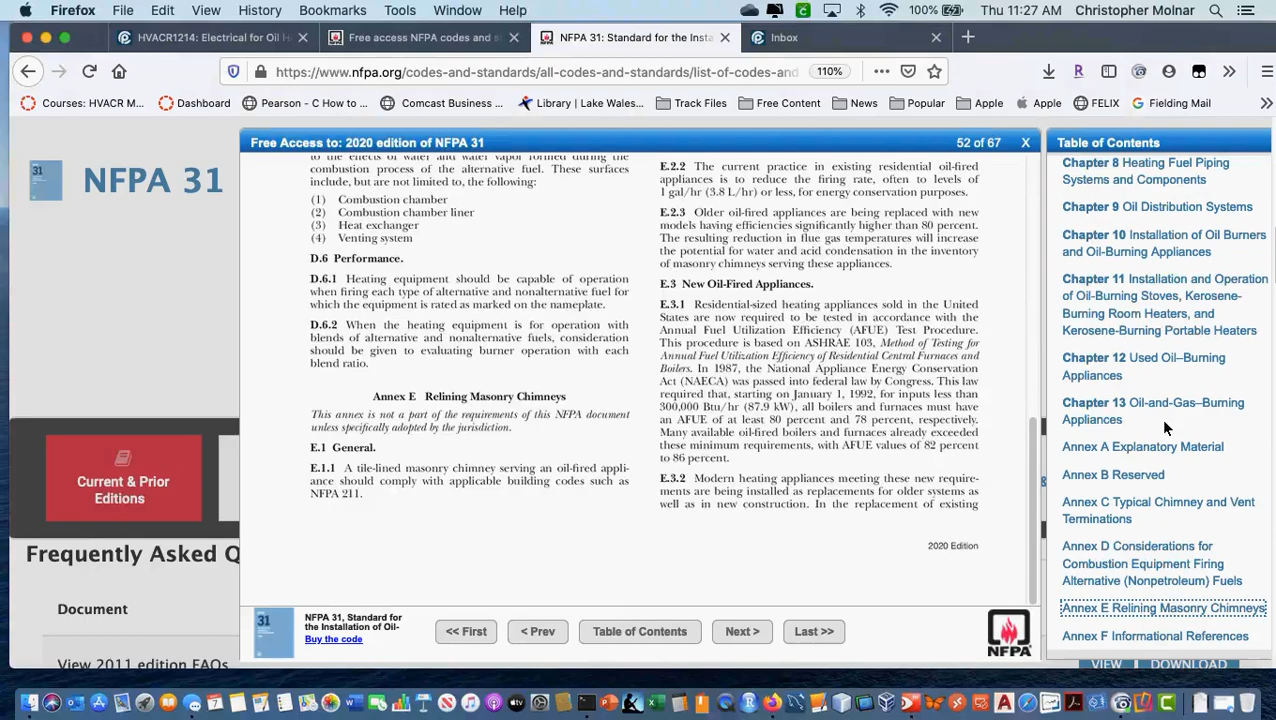 Firefox File Edit View History Bookmarks Tools Window Help 100% Thu 11:27 AM Christopher Molnar
HVACR1214: Electrical for Oil H
Free access NFPA codes and s
NFPA 31: Standard for the Insta
Inbox
https://www.nfpa.org/codes-and-standards/all-codes-and-standards/list-of-codes-and 110%
Courses: HVACR M... Dashboard Pearson - C How to ... Comcast Business ... Library | Lake Wales... Track Files Free Content News Popular Apple Apple FELIX Fielding Mail
31
NFPA 31
Current & Prior
Editions
Frequently Asked Q
Document
View 2011 edition FAQs
Free Access to: 2020 edition of NFPA 31 52 of 67 X
to the effects of water and water vapor formed during the
combustion process of the alternative fuel. These surfaces
include, but are not limited to, the following:
(1) Combustion chamber
(2) Combustion chamber liner
(3) Heat exchanger
(4) Venting system
D.6 Performance.
D.6.1 Heating equipment should be capable of operation
when firing each type of alternative and nonalternative fuel for
which the equipment is rated as marked on the nameplate.
D.6.2 When the heating equipment is for operation with
blends of alternative and nonalternative fuels, consideration
should be given to evaluating burner operation with each
blend ratio.
Annex E Relining Masonry Chimneys
This annex is not a part of the requirements of this NFPA document
unless specifically adopted by the jurisdiction.
E.1 General.
E.1.1 A tile-lined masonry chimney serving an oil-fired appli-
ance should comply with applicable building codes such as
NFPA 211.
E.2.2 The current practice in existing residential oil-fired
appliances is to reduce the firing rate, often to levels of
1 gal/hr (3.8 L/hr) or less, for energy conservation purposes.
E.2.3 Older oil-fired appliances are being replaced with new
models having efficiencies significantly higher than 80 percent.
The resulting reduction in flue gas temperatures will increase
the potential for water and acid condensation in the inventory
of masonry chimneys serving these appliances.
E.3 New Oil-Fired Appliances.
E.3.1 Residential-sized heating appliances sold in the United
States are now required to be tested in accordance with the
Annual Fuel Utilization Efficiency (AFUE) Test Procedure.
This procedure is based on ASHRAE 103, Method of Testing for
Annual Fuel Utilization Efficiency of Residential Central Furnaces and
Boilers. In 1987, the National Appliance Energy Conservation
Act (NAECA) was passed into federal law by Congress. This law
required that, starting on January 1, 1992, for inputs less than
300,000 Btu/hr (87.9 kW), all boilers and furnaces must have
an AFUE of at least 80 percent and 78 percent, respectively.
Many available oil-fired boilers and furnaces already exceeded
these minimum requirements, with AFUE values of 82 percent
to 86 percent.
E.3.2 Modern heating appliances meeting these new require-
ments are being installed as replacements for older systems as
well as in new construction. In the replacement of existing
2020 Edition
31
NFPA 31, Standard for
the Installation of Oil-
Buy the code
<< First
< Prev
Table of Contents
Next >
Last >>
NFPA
Table of Contents
Chapter 8 Heating Fuel Piping
Systems and Components
Chapter 9 Oil Distribution Systems
Chapter 10 Installation of Oil Burners
and Oil-Burning Appliances
Chapter 11 Installation and Operation
of Oil-Burning Stoves, Kerosene-
Burning Room Heaters, and
Kerosene-Burning Portable Heaters
Chapter 12 Used Oil–Burning
Appliances
Chapter 13 Oil-and-Gas–Burning
Appliances
Annex A Explanatory Material
Annex B Reserved
Annex C Typical Chimney and Vent
Terminations
Annex D Considerations for
Combustion Equipment Firing
Alternative (Nonpetroleum) Fuels
Annex E Relining Masonry Chimneys
Annex F Informational References
VIEW DOWNLOAD